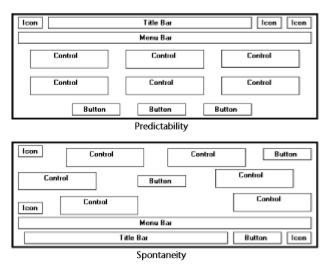 Icon Title Bar Icon Icon
Menu Bar
Control Control Control
Control Control Control
Button Button Button
Predictability
Icon Control Control Button
Control Button Control
Icon Control Control
Menu Bar
Title Bar Button Icon
Spontaneity